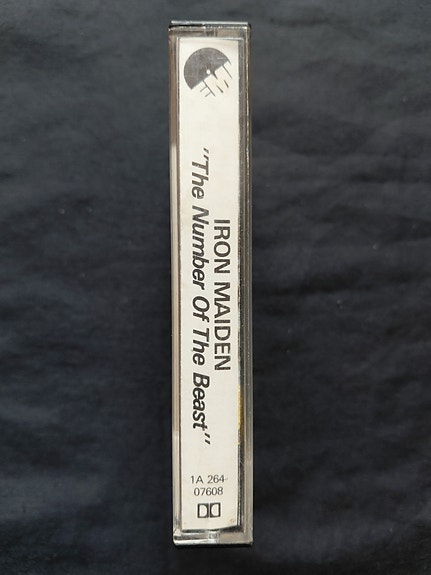 IRON MAIDEN
"The Number Of The Beast"
1A 264-
07608